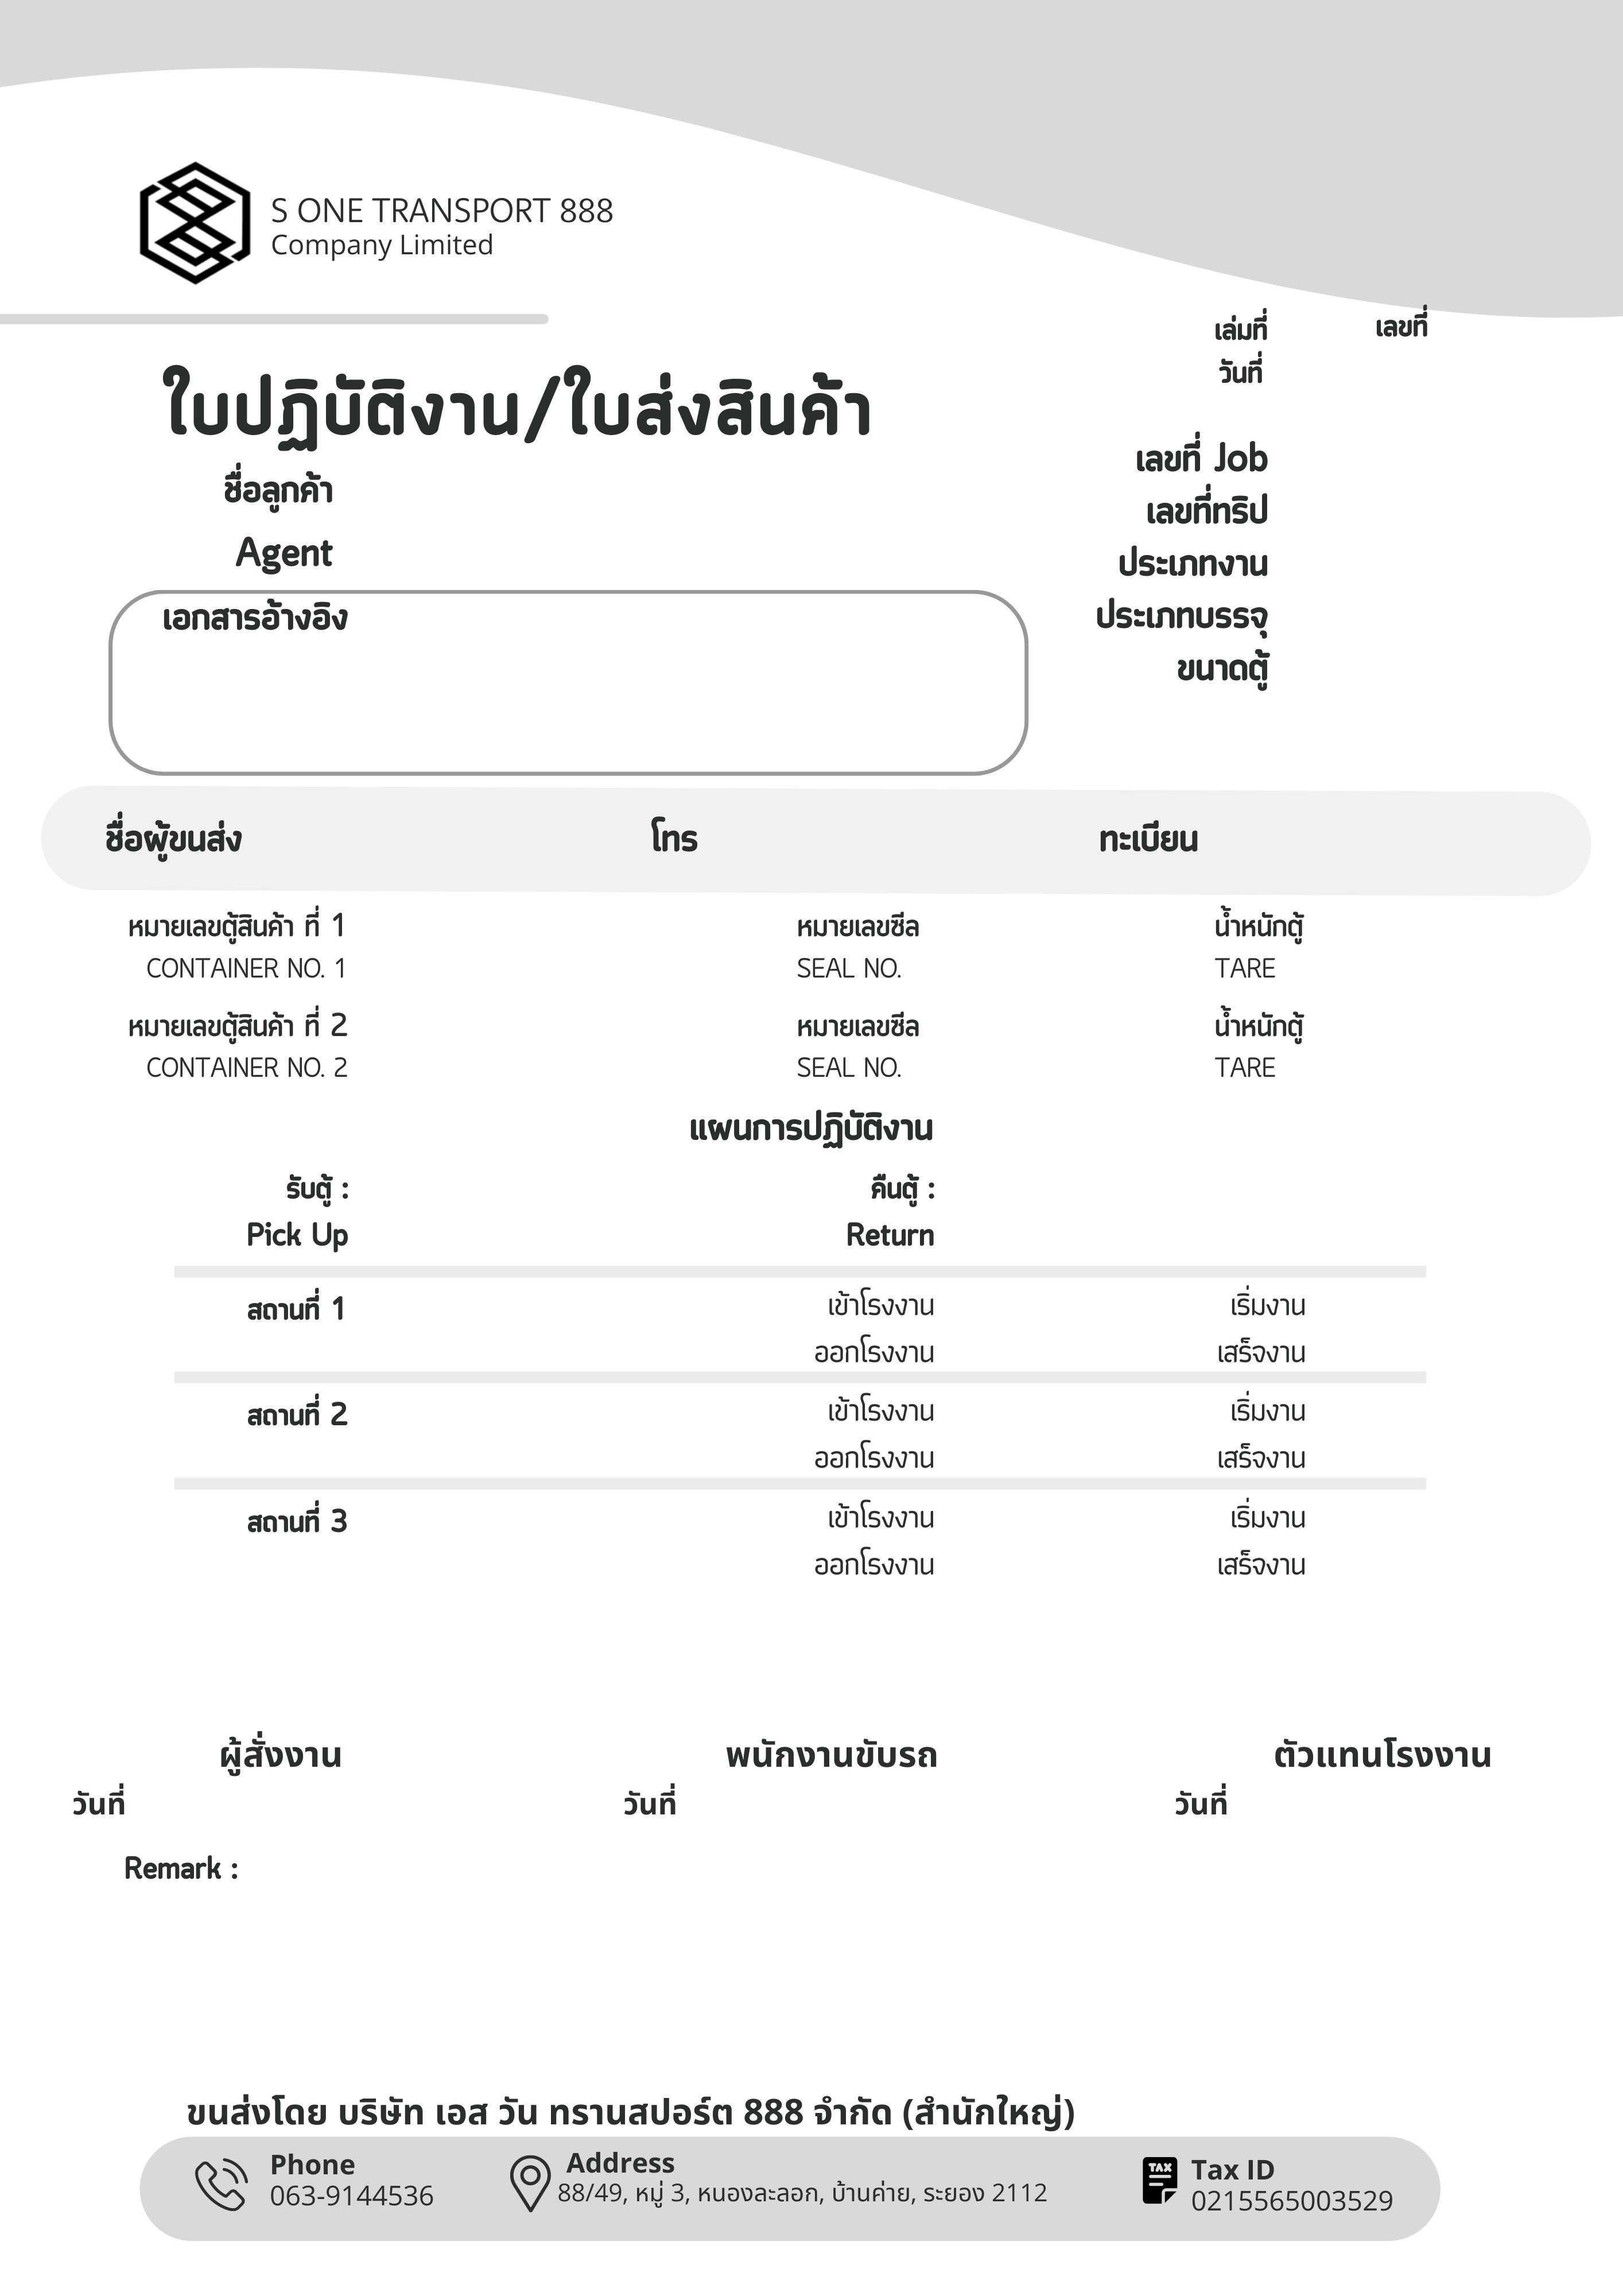 S ONE TRANSPORT 888
Company Limited
เล่มที่ เลขที่
วันที่
ใบปฏิบัติงาน/ใบส่งสินค้า
เลขที่ Job
ชื่อลูกค้า
เลขที่ทริป
Agent
ประเภทงาน
เอกสารอ้างอิง
ประเภทบรรจุ
ขนาดตู้
ชื่อผู้ขนส่ง โทร ทะเบียน
หมายเลขตู้สินค้า ที่ 1 หมายเลขซีล น้ำหนักตู้
CONTAINER NO. 1 SEAL NO. TARE
หมายเลขตู้สินค้า ที่ 2 หมายเลขซีล น้ำหนักตู้
CONTAINER NO. 2 SEAL NO. TARE
แผนการปฏิบัติงาน
รับตู้ : คืนตู้ :
Pick Up Return
สถานที่ 1 เข้าโรงงาน เริ่มงาน
ออกโรงงาน เสร็จงาน
สถานที่ 2 เข้าโรงงาน เริ่มงาน
ออกโรงงาน เสร็จงาน
สถานที่ 3 เข้าโรงงาน เริ่มงาน
ออกโรงงาน เสร็จงาน
ผู้สั่งงาน พนักงานขับรถ ตัวแทนโรงงาน
วันที่ วันที่ วันที่
Remark :
ขนส่งโดย บริษัท เอส วัน ทรานสปอร์ต 888 จำกัด (สำนักใหญ่)
Phone
063-9144536
Address
88/49, หมู่ 3, หนองละลอก, บ้านค่าย, ระยอง 2112
TAX
Tax ID
0215565003529